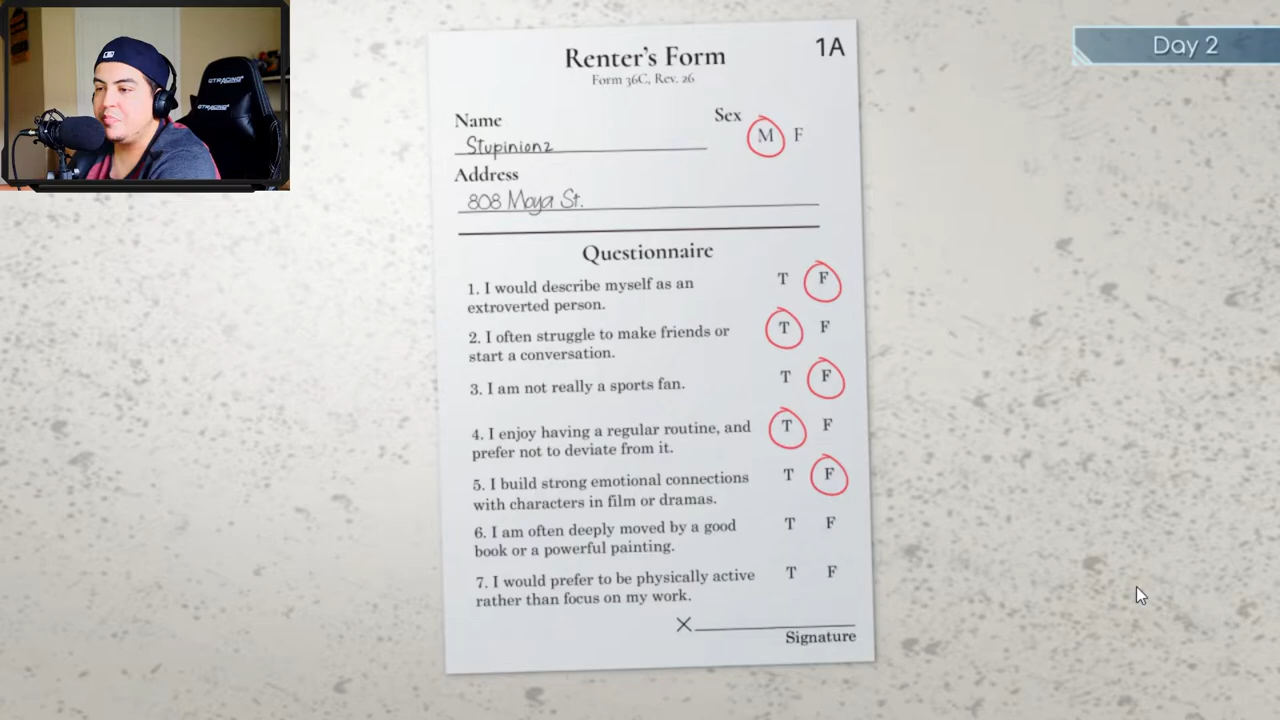 Renter's Form
1A
Form 36C, Rev. 26
Day 2
Name
Sex
Stupinion2
M F
Address
808 Moya St.
Questionnaire
1. I would describe myself as an T F
extroverted person.
2. I often struggle to make friends or T F
start a conversation.
3. I am not really a sports fan. T F
4. I enjoy having a regular routine, and T F
prefer not to deviate from it.
5. I build strong emotional connections T F
with characters in film or dramas.
6. I am often deeply moved by a good T F
book or a powerful painting.
7. I would prefer to be physically active T F
rather than focus on my work.
X
Signature
GTRACING
GTRACING